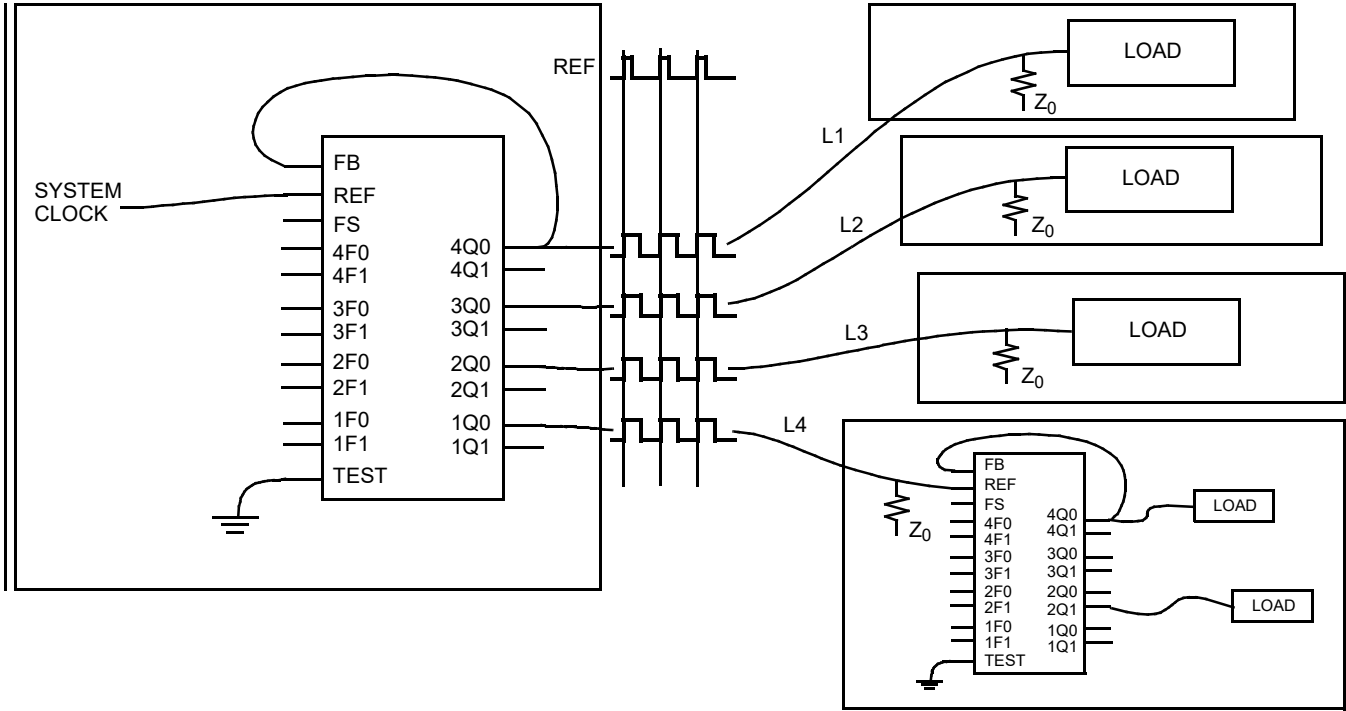 SYSTEM
CLOCK
FB
REF
FS
4F0
4F1
3F0
3F1
2F0
2F1
1F0
1F1
TEST
4Q0
4Q1
3Q0
3Q1
2Q0
2Q1
1Q0
1Q1
REF
L1
L2
L3
L4
LOAD
Z0
LOAD
Z0
LOAD
Z0
Z0
FB
REF
FS
4F0
4F1
3F0
3F1
2F0
2F1
1F0
1F1
TEST
4Q0
4Q1
3Q0
3Q1
2Q0
2Q1
1Q0
1Q1
LOAD
LOAD